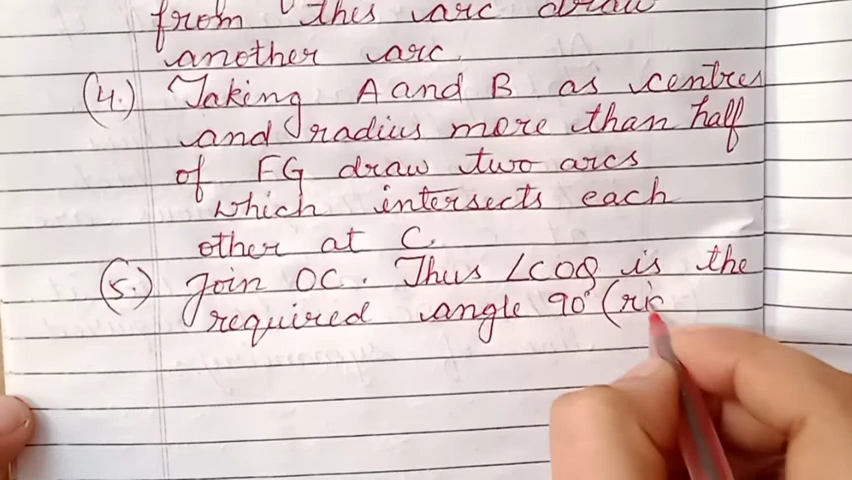 from this arc draw
another arc.
(4.) Taking A and B as centres
and radius more than half
of FG draw two arcs
which intersects each
other at C.
(5.) Join OC. Thus ∠COQ is the
required angle 90° (ri